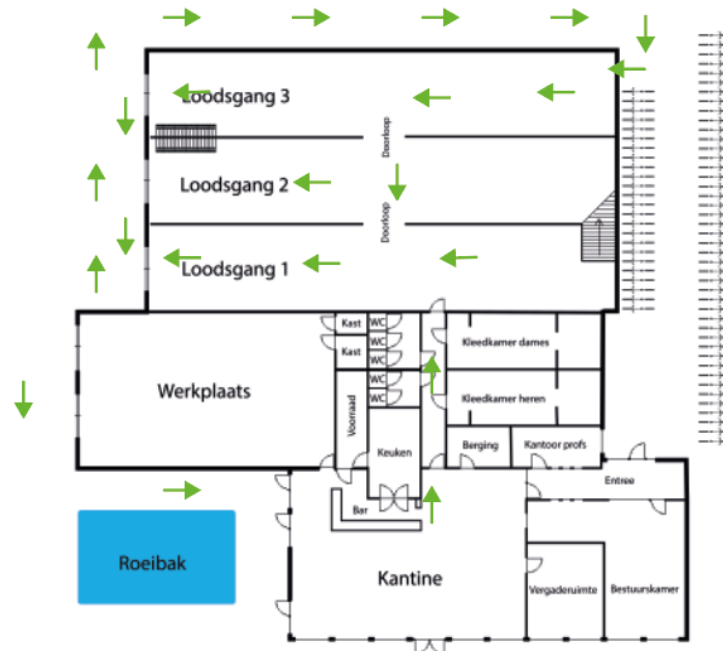 Loodsgang 3
Doorloop
Loodsgang 2
Doorloop
Loodsgang 1
Kast
WC
WC
Kast
WC
Kleedkamer dames
Werkplaats
WC
WC
Voorraad
Kleedkamer heren
Keuken
Berging
Kantoor profs
Entree
Bar
Roeibak
Kantine
Vergaderuimte
Bestuurskamer